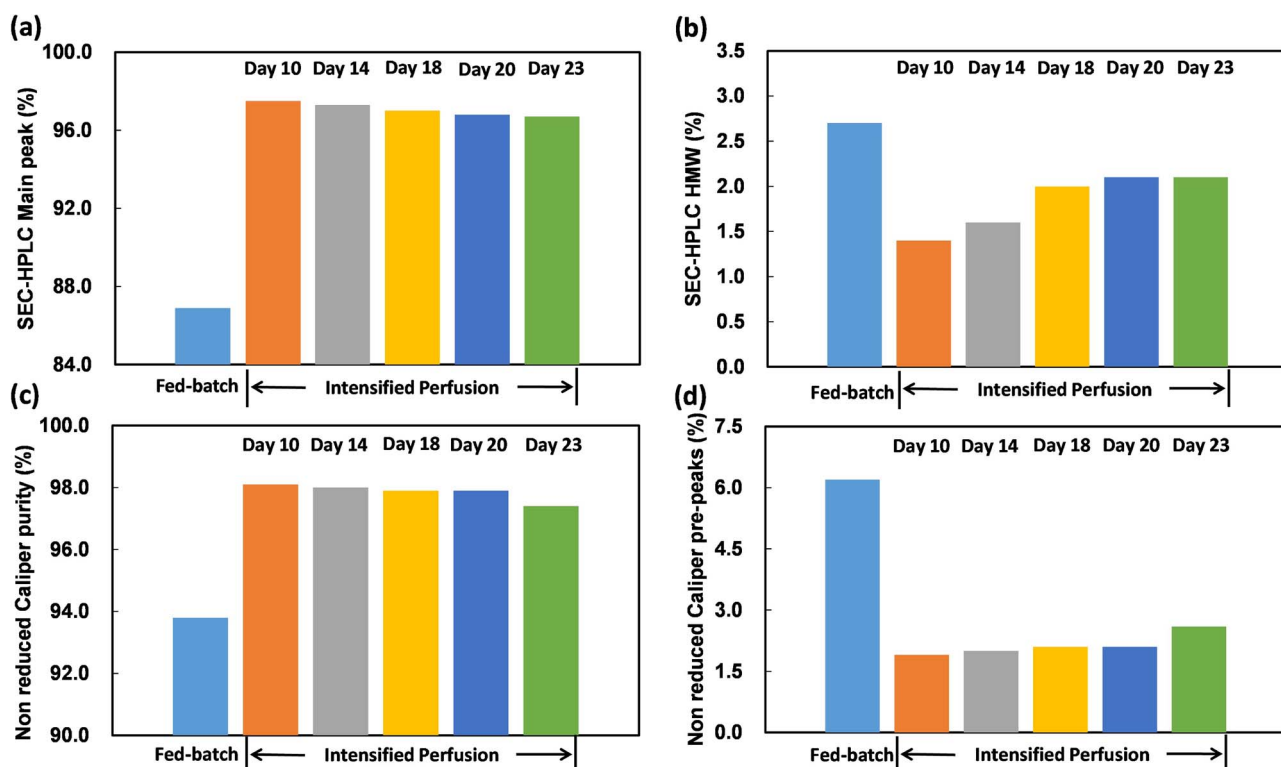 (a)
SEC-HPLC Main peak (%)
100.0
96.0
92.0
88.0
84.0
Day 10 Day 14 Day 18 Day 20 Day 23
Fed-batch Intensified Perfusion
(b)
SEC-HPLC HMW (%)
3.5
3.0
2.5
2.0
1.5
1.0
0.5
0.0
Day 10 Day 14 Day 18 Day 20 Day 23
Fed-batch Intensified Perfusion
(c)
Non reduced Caliper purity (%)
100.0
98.0
96.0
94.0
92.0
90.0
Day 10 Day 14 Day 18 Day 20 Day 23
Fed-batch Intensified Perfusion
(d)
Non reduced Caliper pre-peaks (%)
7.5
6.0
4.5
3.0
1.5
0.0
Day 10 Day 14 Day 18 Day 20 Day 23
Fed-batch Intensified Perfusion